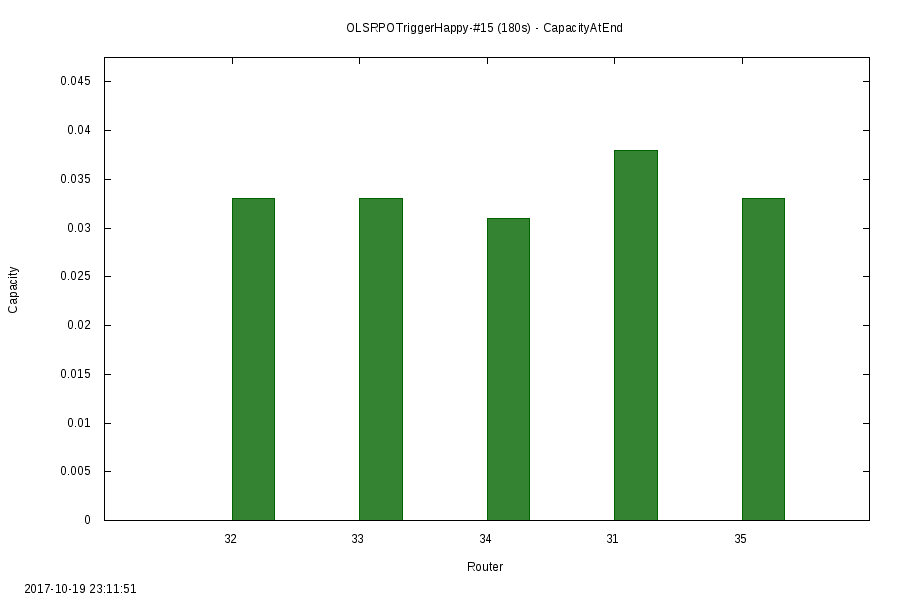 OLSRPOTriggerHappy-#15 (180s) - CapacityAtEnd
0.045
0.04
0.035
0.03
0.025
0.02
0.015
0.01
0.005
0
Capacity
32 33 34 31 35
Router
2017-10-19 23:11:51